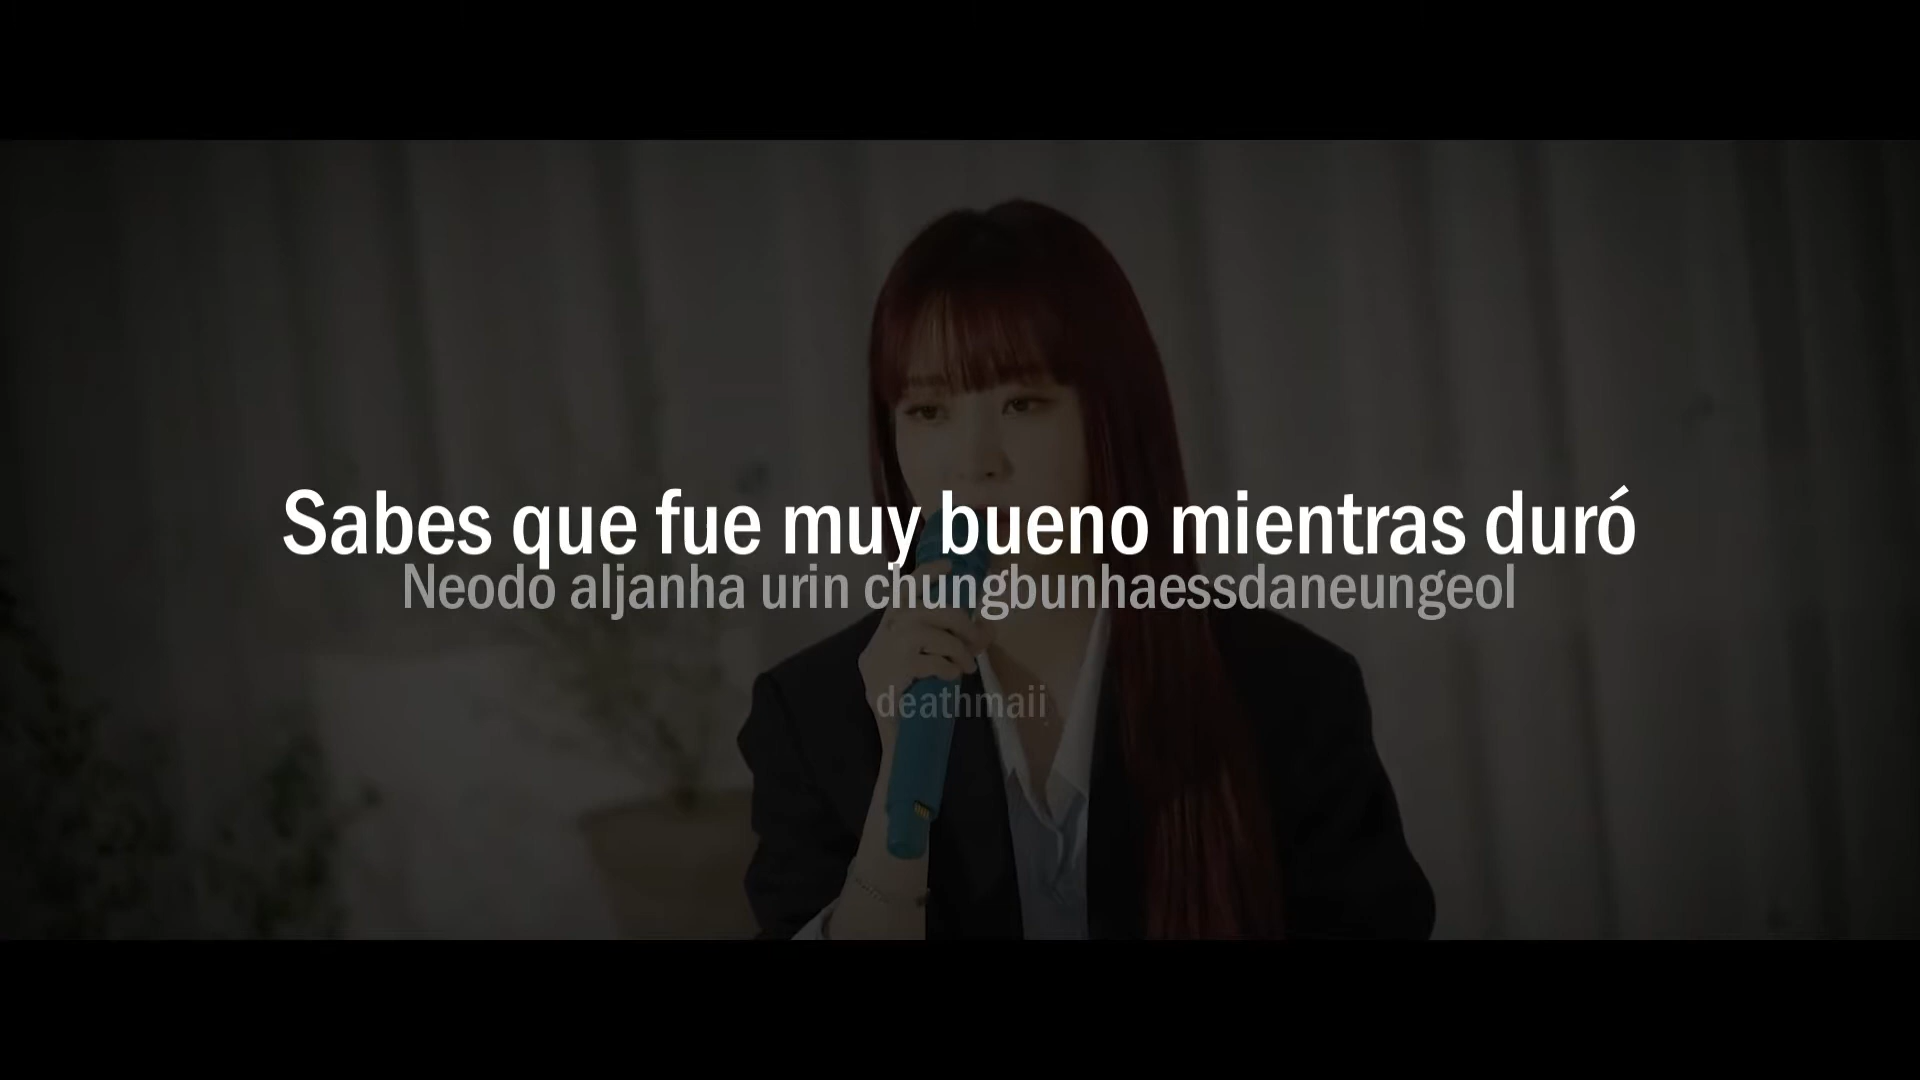 Sabes que fue muy bueno mientras duró
Neodo aljanha urin chungbunhaessdaneungeol
deathmaii